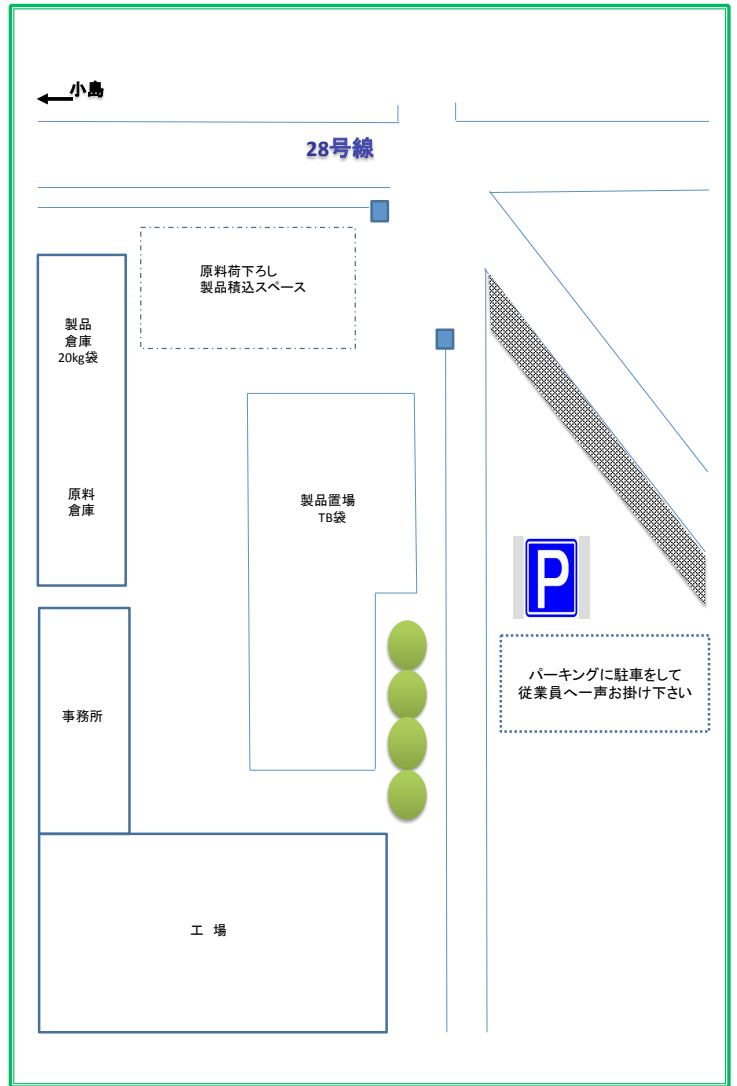 小島
28号線
原料荷下ろし
製品積込スペース
製品
倉庫
20kg袋
原料
倉庫
製品置場
TB袋
P
パーキングに駐車をして
従業員へ一声お掛け下さい
事務所
工 場